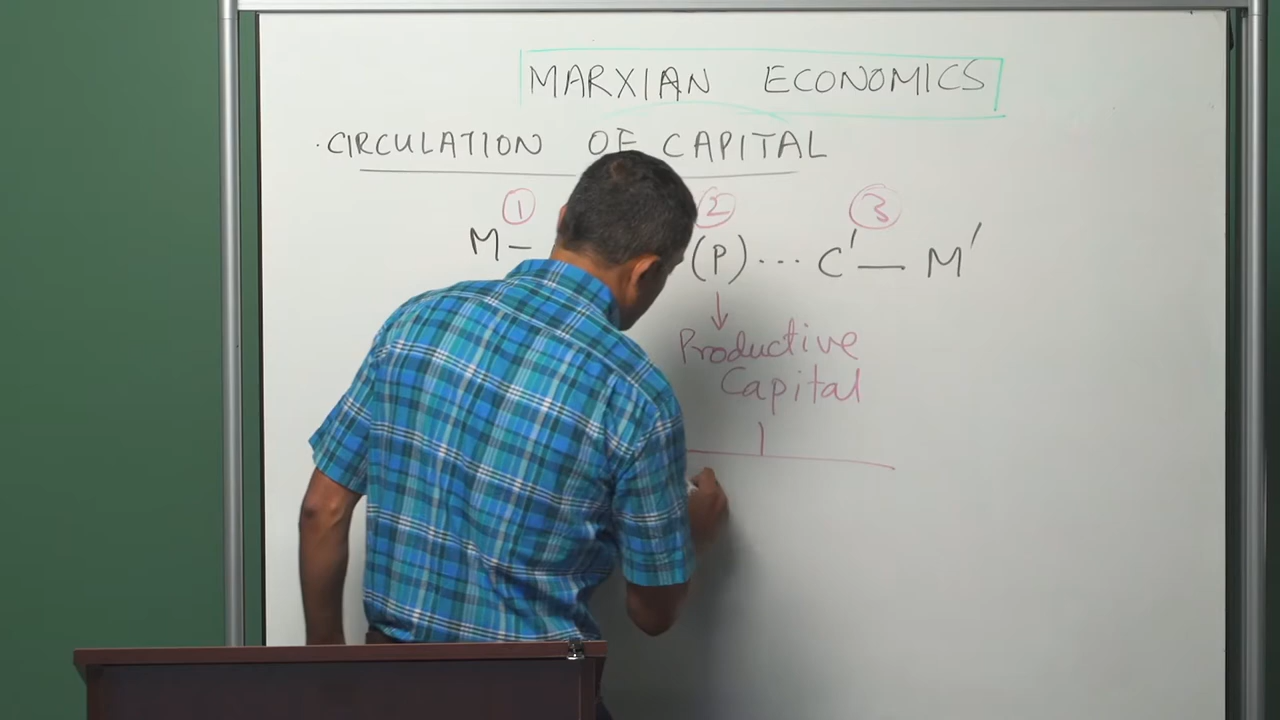 MARXIAN ECONOMICS
· CIRCULATION OF CAPITAL
1 2 3
M — (P) ... C′ — M′
Productive
Capital